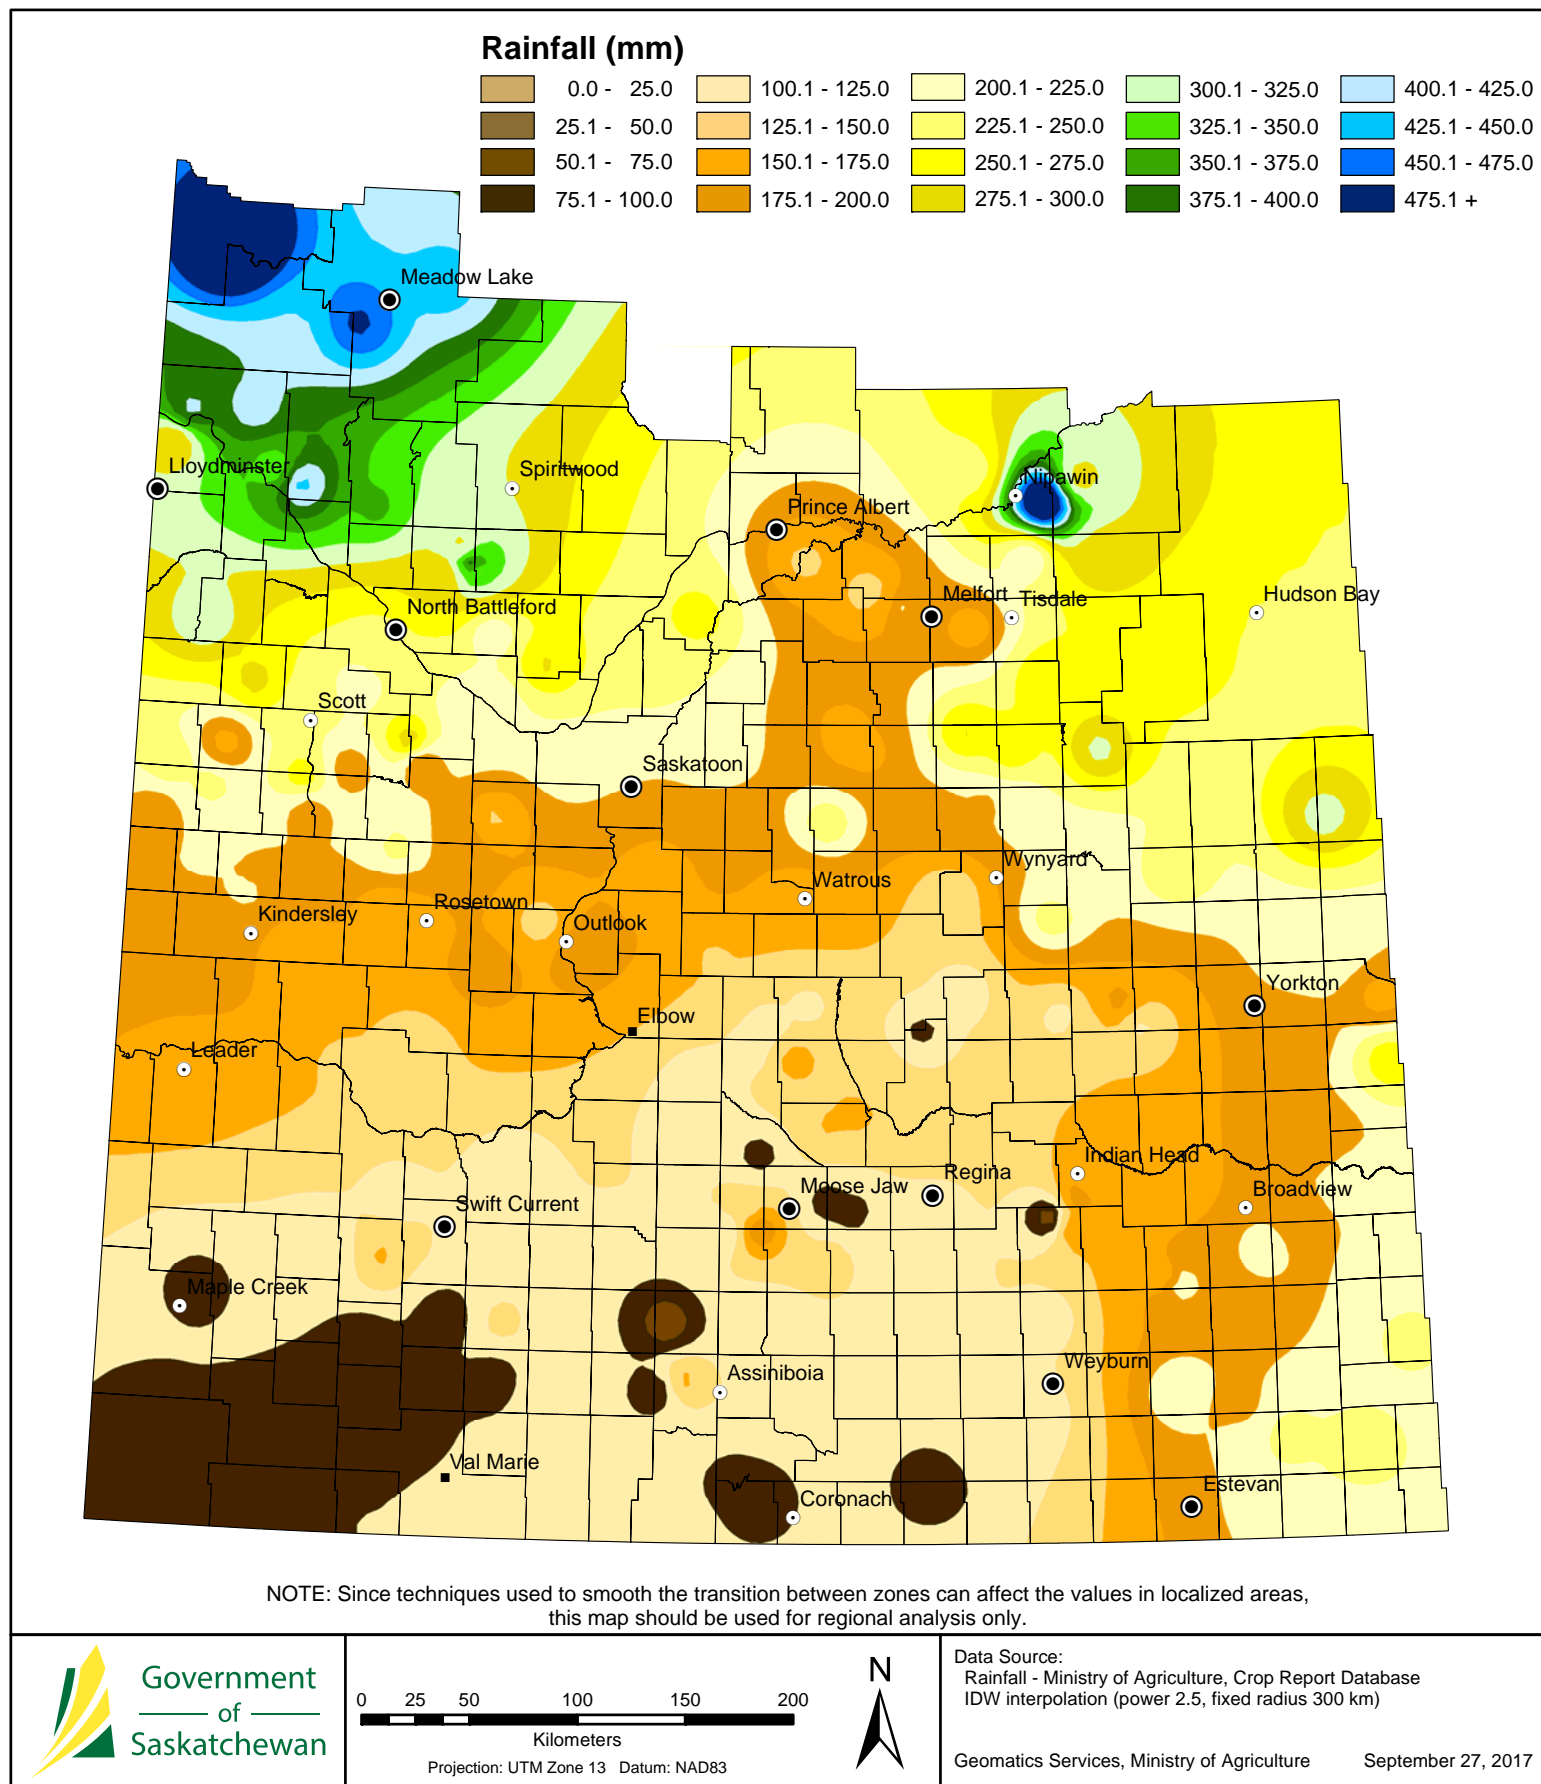 Rainfall (mm)
0.0 - 25.0
25.1 - 50.0
50.1 - 75.0
75.1 - 100.0
100.1 - 125.0
125.1 - 150.0
150.1 - 175.0
175.1 - 200.0
200.1 - 225.0
225.1 - 250.0
250.1 - 275.0
275.1 - 300.0
300.1 - 325.0
325.1 - 350.0
350.1 - 375.0
375.1 - 400.0
400.1 - 425.0
425.1 - 450.0
450.1 - 475.0
475.1 +
Meadow Lake
Lloydminster
Spiritwood
Nipawin
Prince Albert
Hudson Bay
North Battleford
Melfort
Tisdale
Scott
Saskatoon
Wynyard
Watrous
Rosetown
Kindersley
Outlook
Yorkton
Elbow
Leader
Indian Head
Regina
Moose Jaw
Broadview
Swift Current
Maple Creek
Weyburn
Assiniboia
Val Marie
Estevan
Coronach
NOTE: Since techniques used to smooth the transition between zones can affect the values in localized areas,
this map should be used for regional analysis only.
Government
of
Saskatchewan
0 25 50 100 150 200
Kilometers
Projection: UTM Zone 13 Datum: NAD83
N
Data Source:
Rainfall - Ministry of Agriculture, Crop Report Database
IDW interpolation (power 2.5, fixed radius 300 km)
Geomatics Services, Ministry of Agriculture September 27, 2017